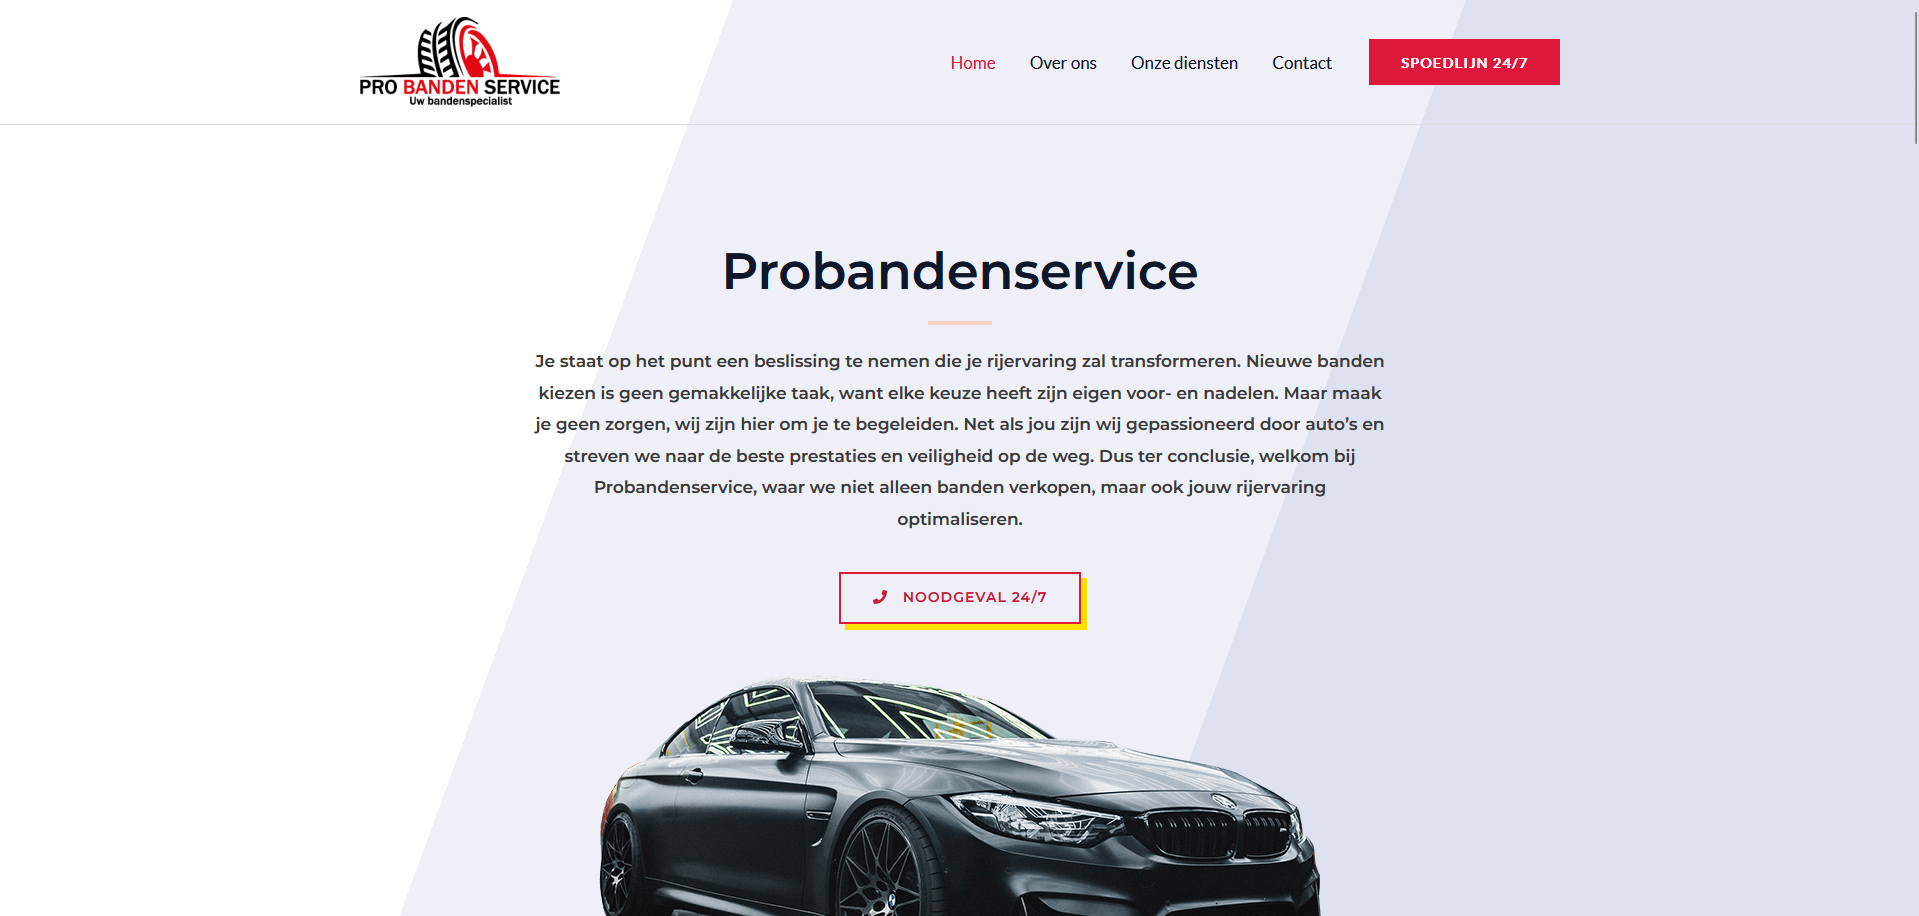 PRO BANDEN SERVICE
Uw bandenspecialist
Home
Over ons
Onze diensten
Contact
SPOEDLIJN 24/7
Probandenservice
Je staat op het punt een beslissing te nemen die je rijervaring zal transformeren. Nieuwe banden
kiezen is geen gemakkelijke taak, want elke keuze heeft zijn eigen voor- en nadelen. Maar maak
je geen zorgen, wij zijn hier om je te begeleiden. Net als jou zijn wij gepassioneerd door auto’s en
streven we naar de beste prestaties en veiligheid op de weg. Dus ter conclusie, welkom bij
Probandenservice, waar we niet alleen banden verkopen, maar ook jouw rijervaring
optimaliseren.
NOODGEVAL 24/7